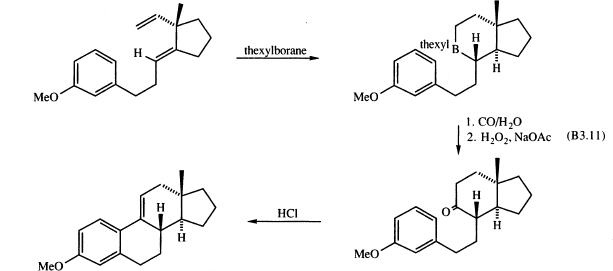 H
MeO
thexylborane
thexyl
B
H
H
MeO
1. CO/H₂O
2. H₂O₂, NaOAc (B3.11)
O
H
H
MeO
HCl
H
H
MeO